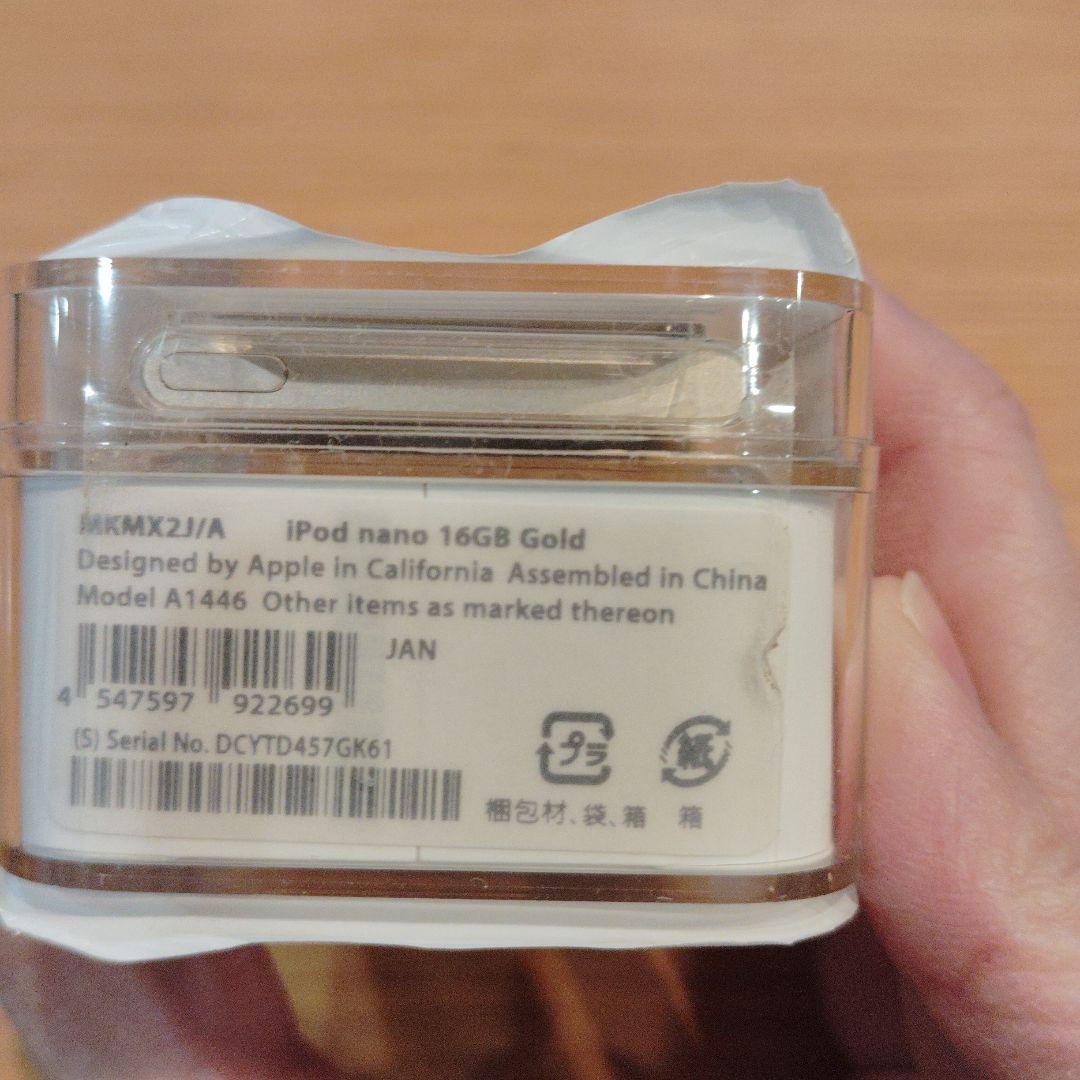 MKMX2J/A iPod nano 16GB Gold
Designed by Apple in California Assembled in China
Model A1446 Other items as marked thereon
JAN
4 547597 922699
(S) Serial No. DCYTD457GK61
プラ 紙
梱包材、袋、箱 箱